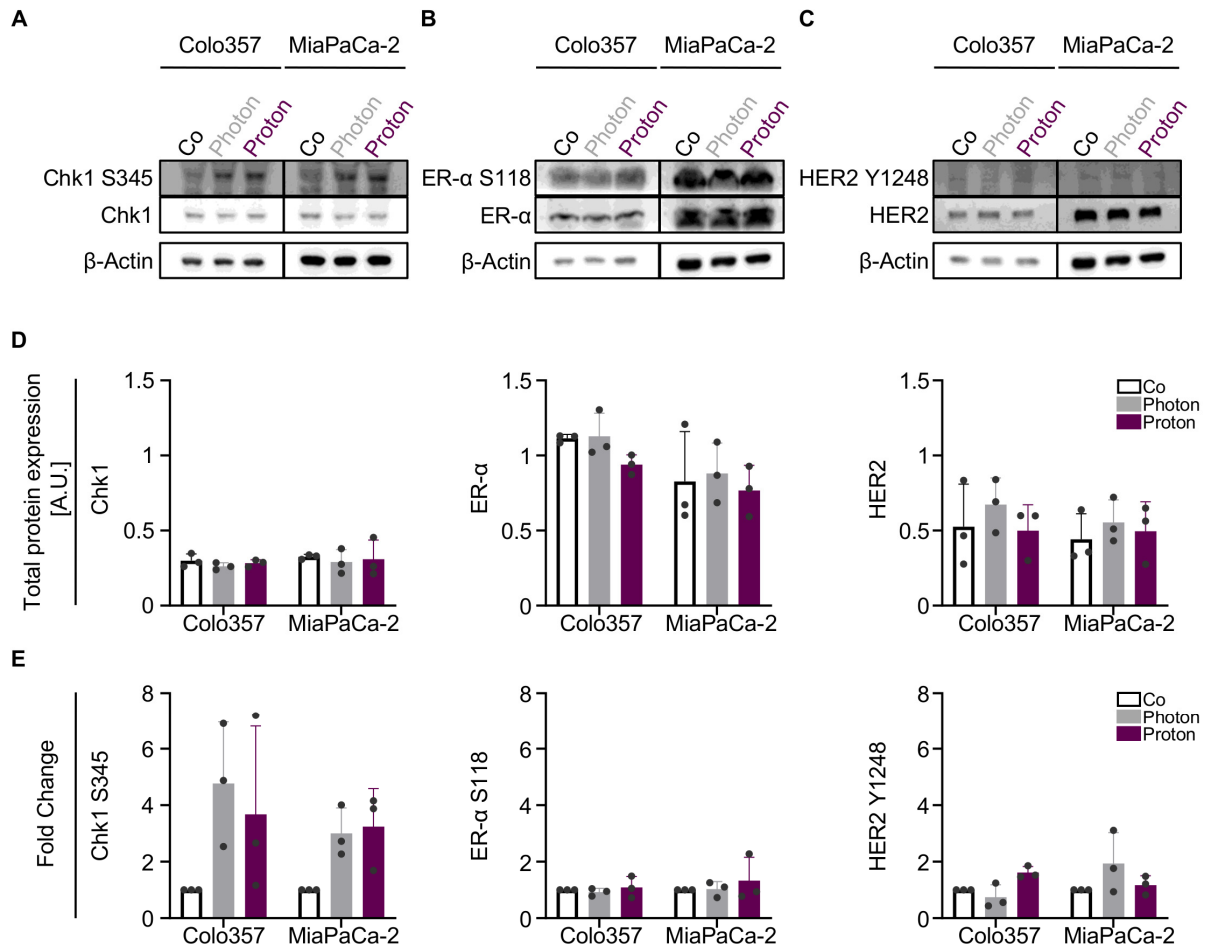 A
B
C
Colo357 MiaPaCa-2
Colo357 MiaPaCa-2
Colo357 MiaPaCa-2
Co Photon Proton Co Photon Proton
Co Photon Proton Co Photon Proton
Co Photon Proton Co Photon Proton
Chk1 S345
Chk1
β-Actin
ER-α S118
ER-α
β-Actin
HER2 Y1248
HER2
β-Actin
D
Total protein expression
[A.U.]
Chk1
1.5
1
0.5
0
Colo357 MiaPaCa-2
ER-α
1.5
1
0.5
0
Colo357 MiaPaCa-2
HER2
1.5
1
0.5
0
Colo357 MiaPaCa-2
Co
Photon
Proton
E
Fold Change
Chk1 S345
8
6
4
2
0
Colo357 MiaPaCa-2
ER-α S118
8
6
4
2
0
Colo357 MiaPaCa-2
HER2 Y1248
8
6
4
2
0
Colo357 MiaPaCa-2
Co
Photon
Proton